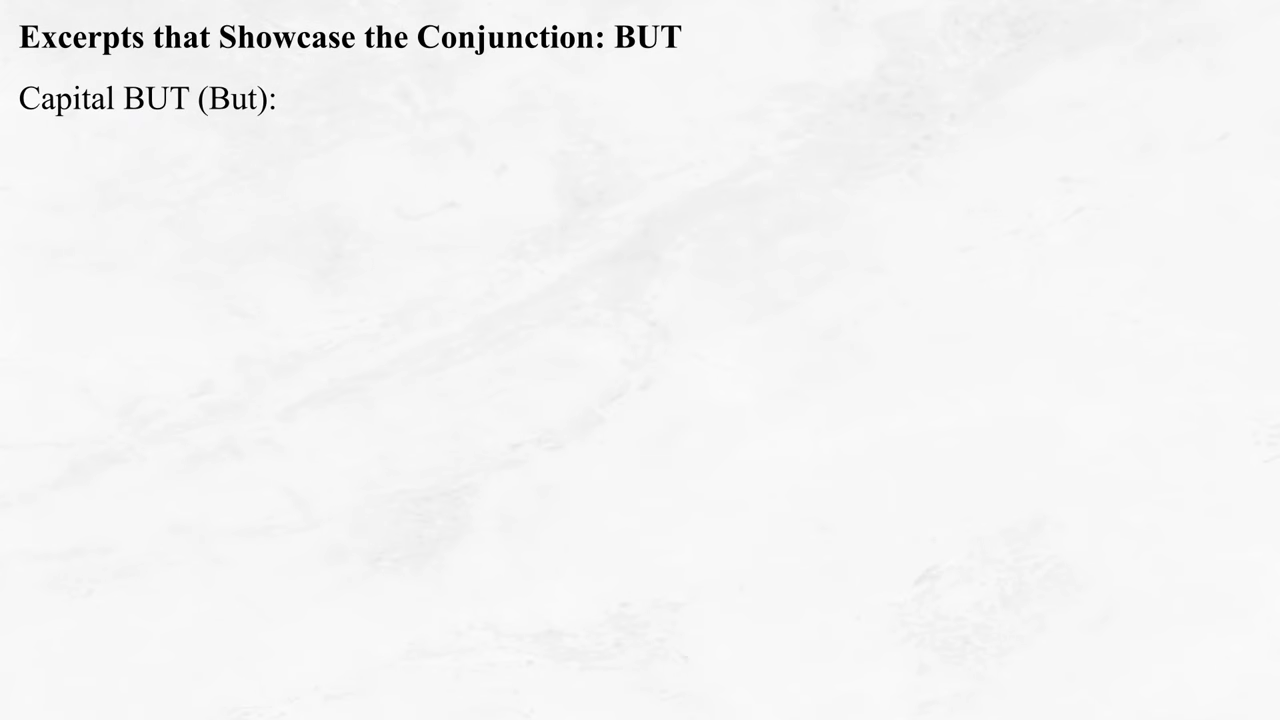 Excerpts that Showcase the Conjunction: BUT
Capital BUT (But):